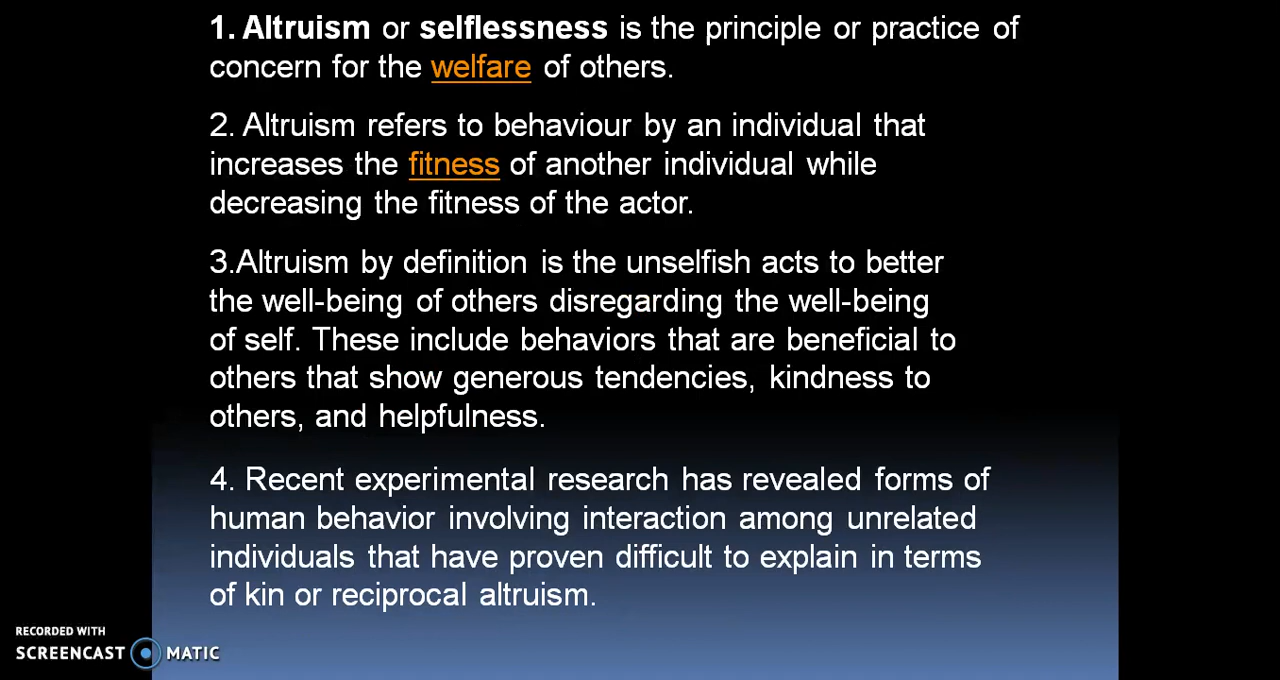 1. Altruism or selflessness is the principle or practice of
concern for the welfare of others.
2. Altruism refers to behaviour by an individual that
increases the fitness of another individual while
decreasing the fitness of the actor.
3.Altruism by definition is the unselfish acts to better
the well-being of others disregarding the well-being
of self. These include behaviors that are beneficial to
others that show generous tendencies, kindness to
others, and helpfulness.
4. Recent experimental research has revealed forms of
human behavior involving interaction among unrelated
individuals that have proven difficult to explain in terms
of kin or reciprocal altruism.
RECORDED WITH
SCREENCAST MATIC